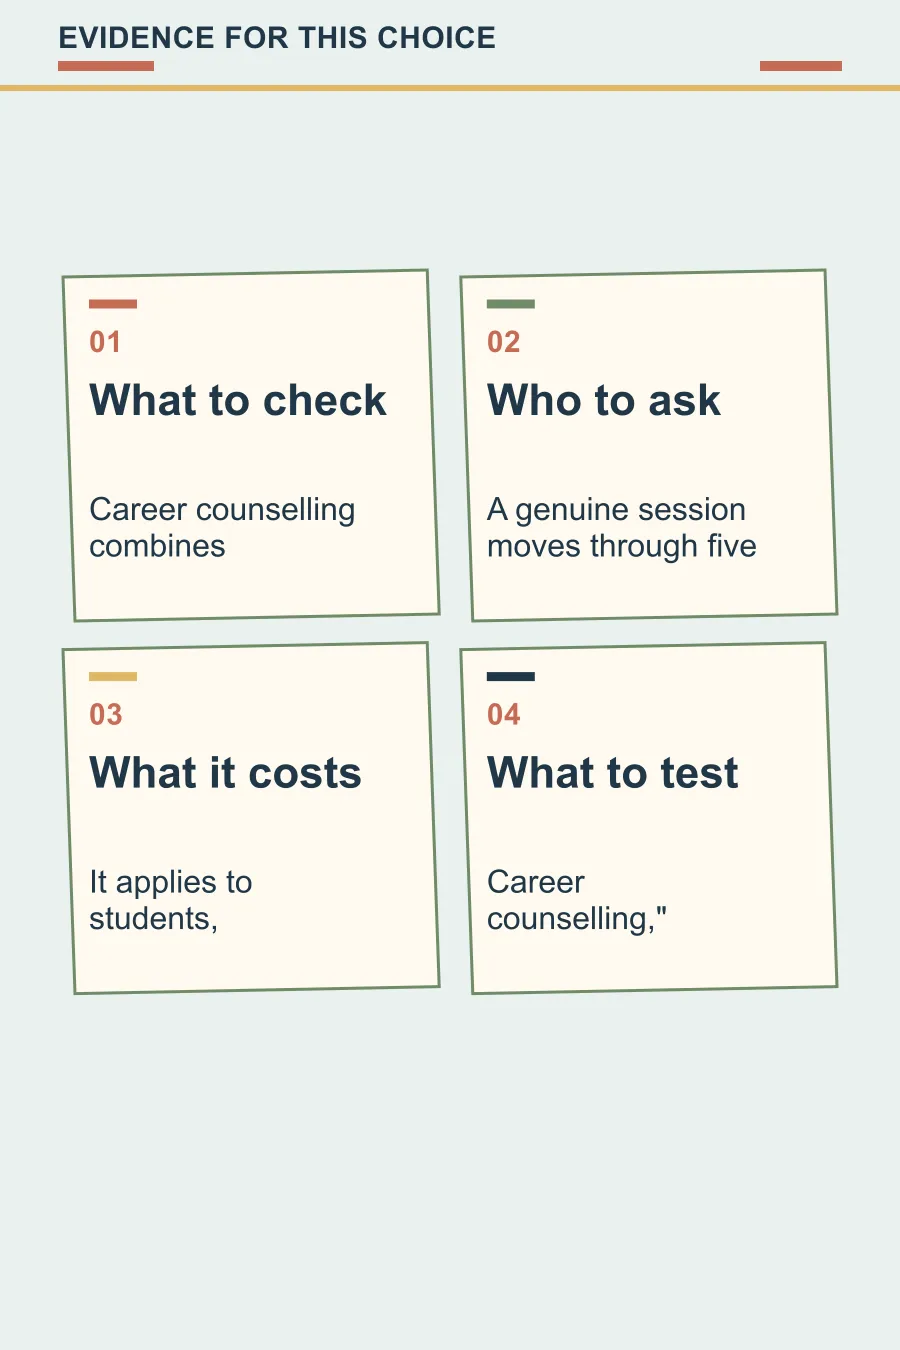 EVIDENCE FOR THIS CHOICE
01
What to check
Career counselling
combines
02
Who to ask
A genuine session
moves through five
03
What it costs
It applies to
students,
04
What to test
Career
counselling,"